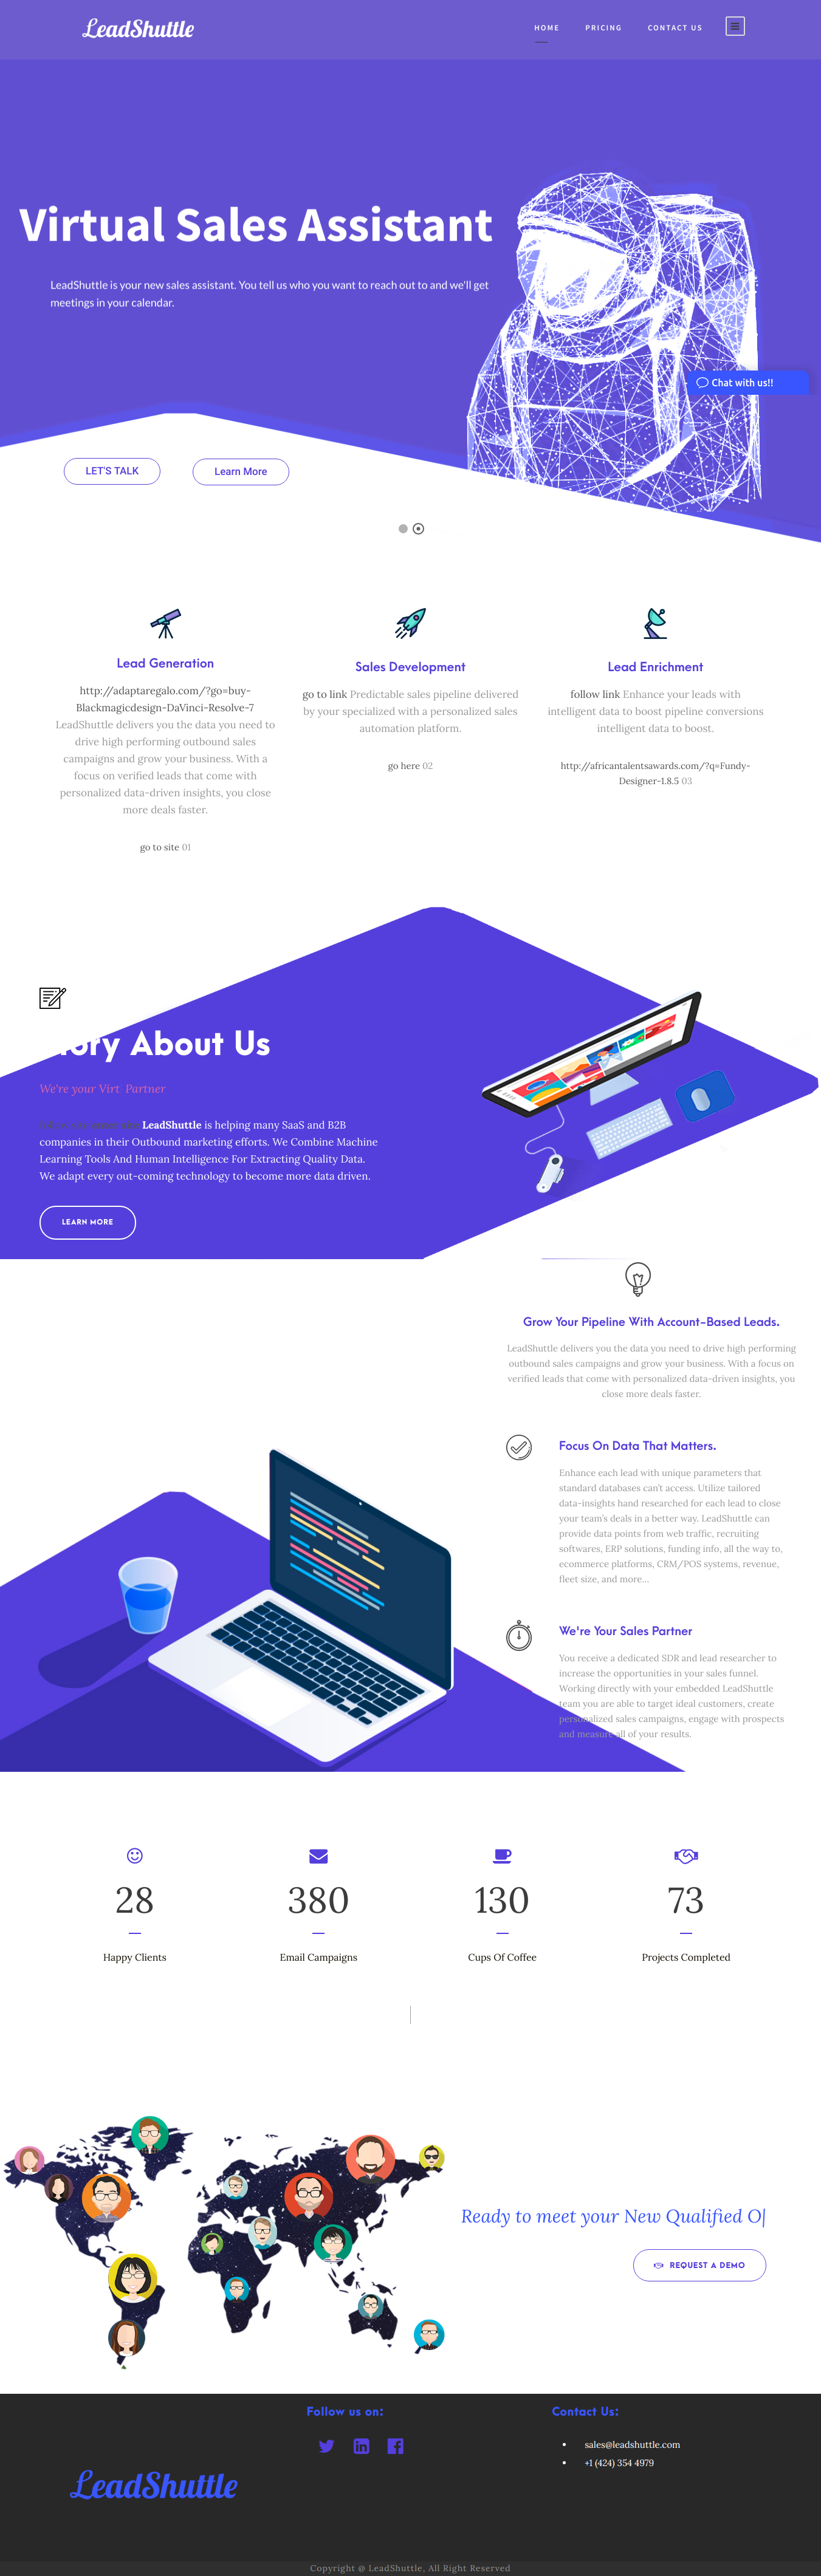 LeadShuttle
HOME PRICING CONTACT US
Virtual Sales Assistant
LeadShuttle is your new sales assistant. You tell us who you want to reach out to and we'll get
meetings in your calendar.
Chat with us!!
LET'S TALK Learn More
Lead Generation
http://adaptaregalo.com/?go=buy-
Blackmagicdesign-DaVinci-Resolve-7
LeadShuttle delivers you the data you need to
drive high performing outbound sales
campaigns and grow your business. With a
focus on verified leads that come with
personalized data-driven insights, you close
more deals faster.
go to site 01
Sales Development
go to link Predictable sales pipeline delivered
by your specialized with a personalized sales
automation platform.
go here 02
Lead Enrichment
follow link Enhance your leads with
intelligent data to boost pipeline conversions
intelligent data to boost.
http://africantalentsawards.com/?q=Fundy-
Designer-1.8.5 03
About Us
We're your Virt Partner
LeadShuttle is helping many SaaS and B2B
companies in their Outbound marketing efforts. We Combine Machine
Learning Tools And Human Intelligence For Extracting Quality Data.
We adapt every out-coming technology to become more data driven.
LEARN MORE
Grow Your Pipeline With Account-Based Leads.
LeadShuttle delivers you the data you need to drive high performing
outbound sales campaigns and grow your business. With a focus on
verified leads that come with personalized data-driven insights, you
close more deals faster.
Focus On Data That Matters.
Enhance each lead with unique parameters that
standard databases can't access. Utilize tailored
data-insights hand researched for each lead to close
your team's deals in a better way. LeadShuttle can
provide data points from web traffic, recruiting
softwares, ERP solutions, funding info, all the way to,
ecommerce platforms, CRM/POS systems, revenue,
fleet size, and more...
We're Your Sales Partner
You receive a dedicated SDR and lead researcher to
increase the opportunities in your sales funnel.
Working directly with your embedded LeadShuttle
team you are able to target ideal customers, create
personalized sales campaigns, engage with prospects
and measure all of your results.
28 380 130 73
Happy Clients Email Campaigns Cups Of Coffee Projects Completed
Ready to meet your New Qualified O|
REQUEST A DEMO
LeadShuttle
Follow us on:
Contact Us:
sales@leadshuttle.com
+1 (424) 354 4979
Copyright @ LeadShuttle, All Right Reserved